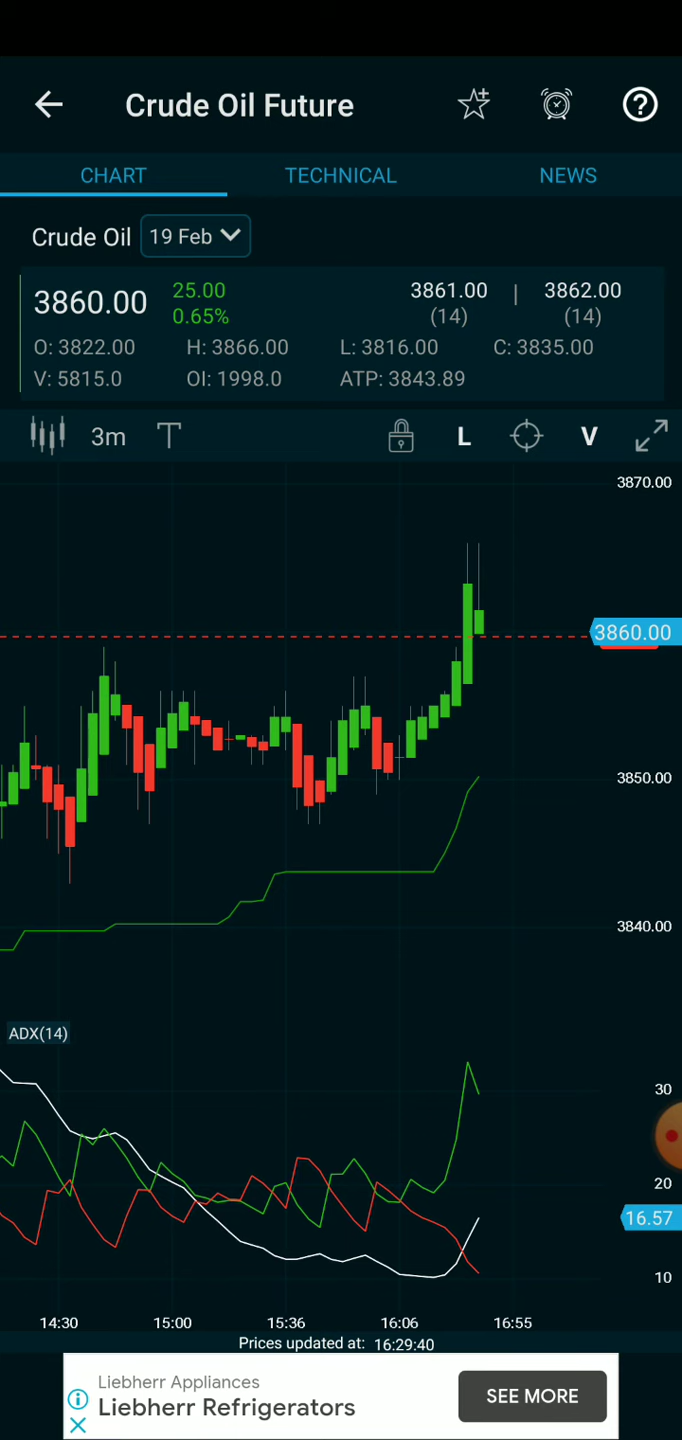 Crude Oil Future
CHART TECHNICAL NEWS
Crude Oil 19 Feb
3860.00 25.00 0.65% 3861.00 (14) | 3862.00 (14)
O: 3822.00 H: 3866.00 L: 3816.00 C: 3835.00
V: 5815.0 OI: 1998.0 ATP: 3843.89
3m T L V
3870.00
3860.00
3850.00
3840.00
ADX(14)
30
20
16.57
10
14:30 15:00 15:36 16:06 16:55
Prices updated at: 16:29:40
Liebherr Appliances
Liebherr Refrigerators
SEE MORE